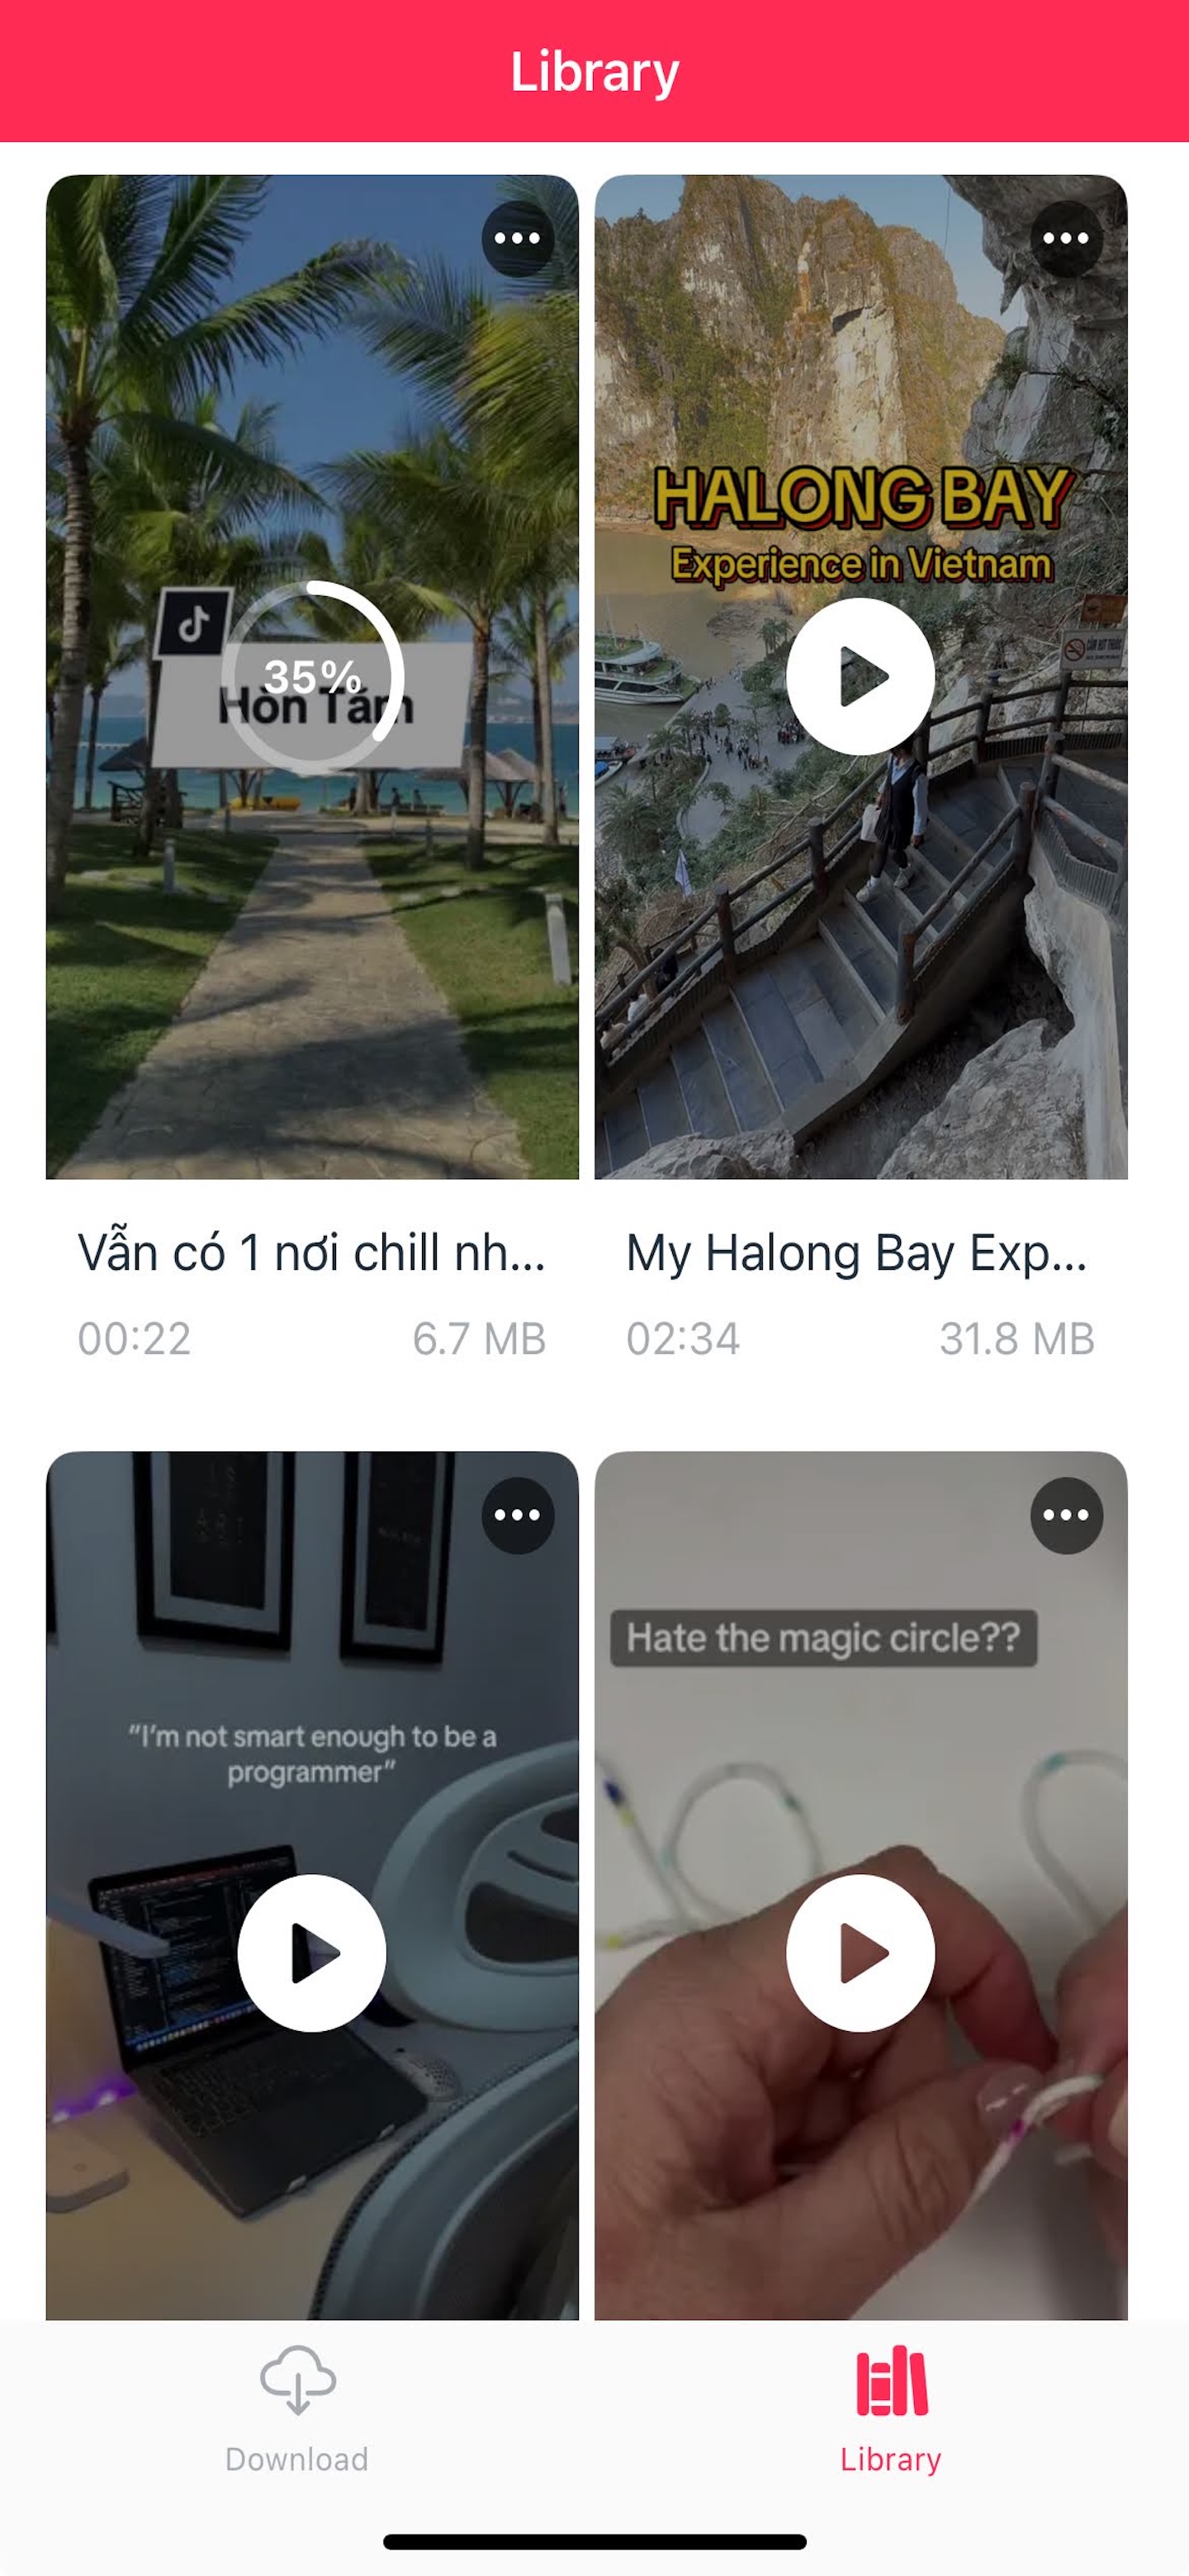 Library
35%
Hòn Tằm
HALONG BAY
Experience in Vietnam
Vẫn có 1 nơi chill nh...
My Halong Bay Exp...
00:22
6.7 MB
02:34
31.8 MB
Hate the magic circle??
“I’m not smart enough to be a
programmer”
Download
Library